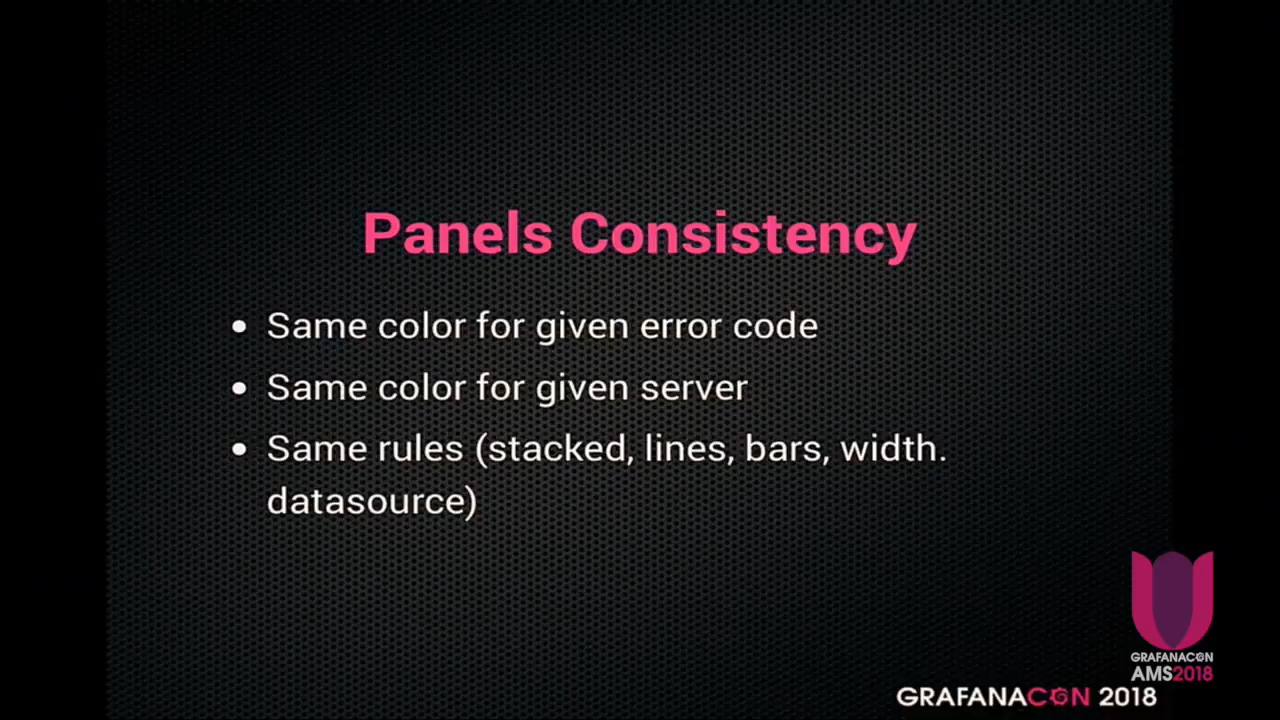 Panels Consistency
Same color for given error code
Same color for given server
Same rules (stacked, lines, bars, width.
datasource)
GRAFANACON
AMS2018
GRAFANACON 2018